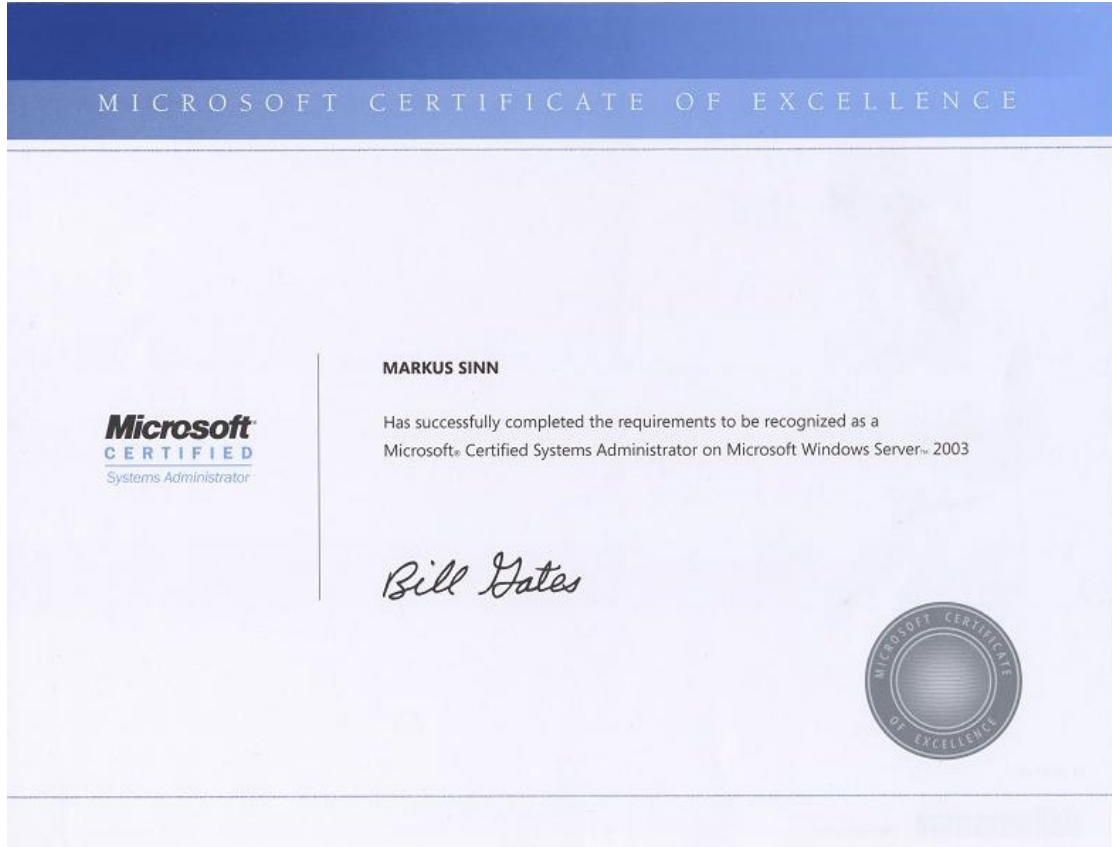 MICROSOFT CERTIFICATE OF EXCELLENCE
MARKUS SINN
Has successfully completed the requirements to be recognized as a
Microsoft® Certified Systems Administrator on Microsoft Windows Server™ 2003
Microsoft®
CERTIFIED
Systems Administrator
Bill Gates
MICROSOFT CERTIFICATE
OF EXCELLENCE